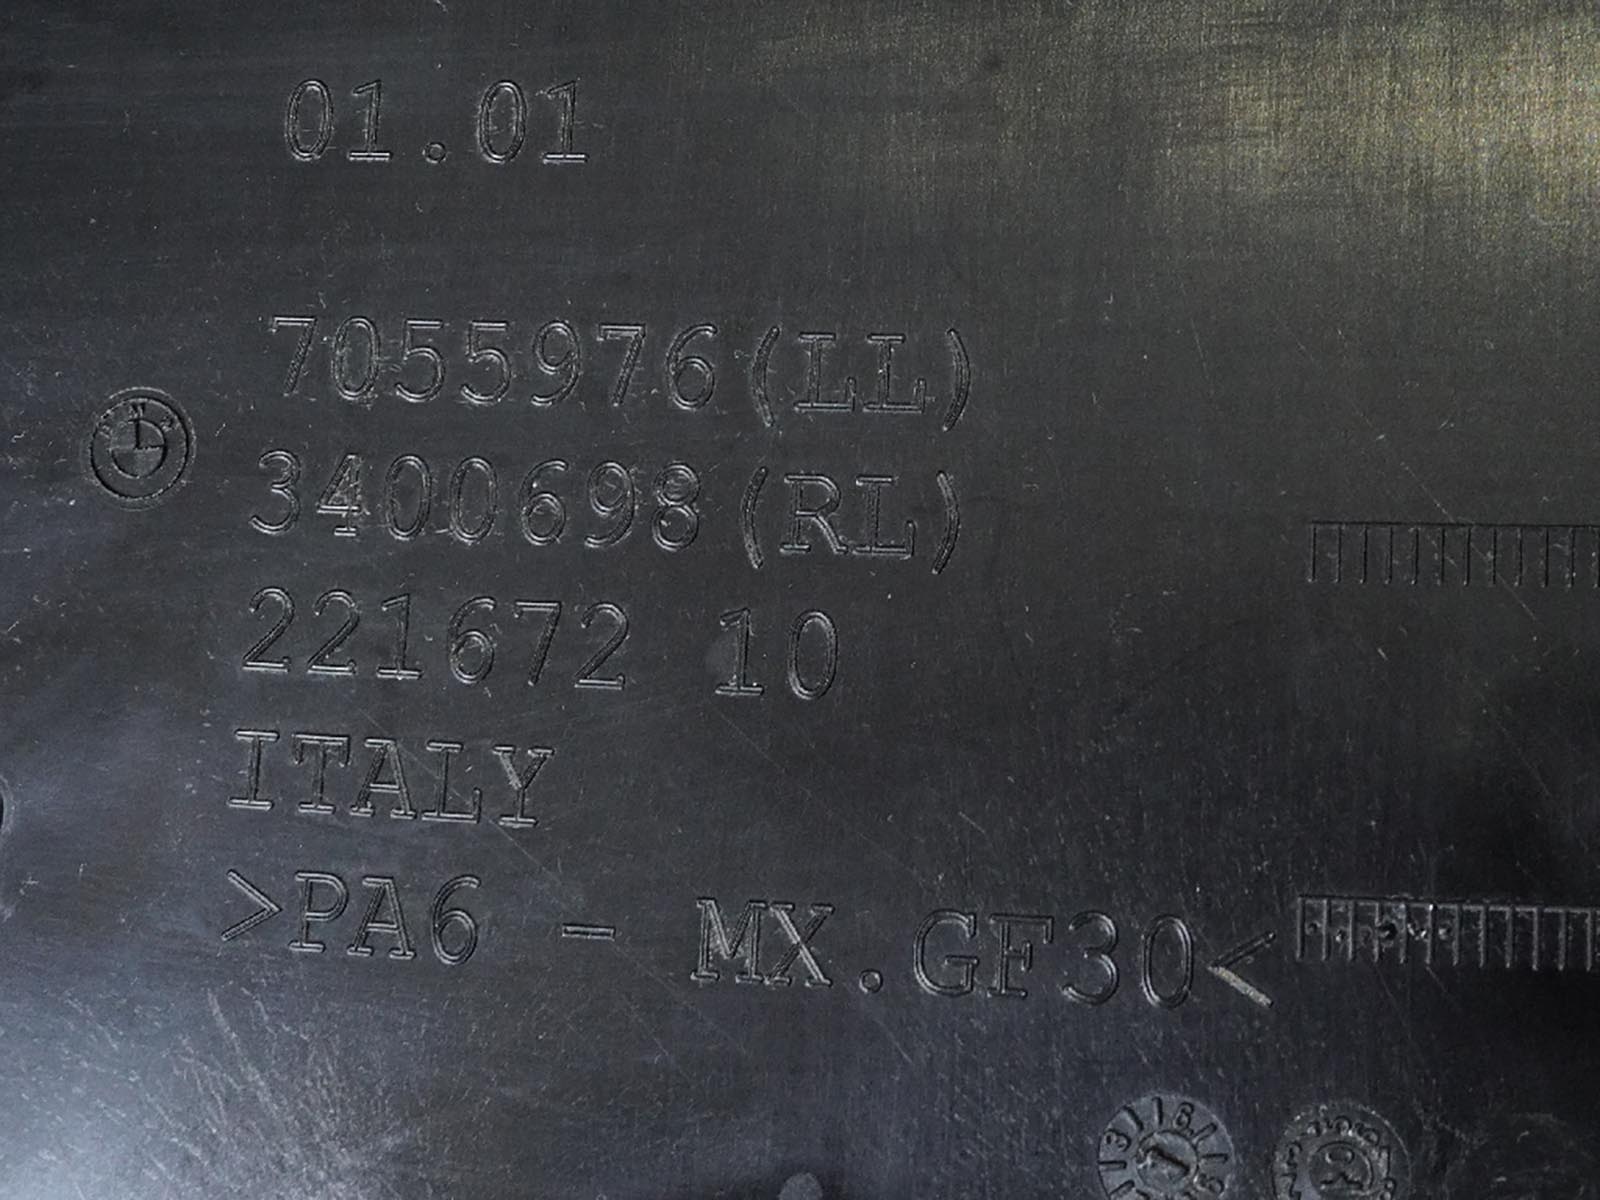 01.01
7055976(LL)
3400698(RL)
221672 10
ITALY
>PA6 - MX.GF30<